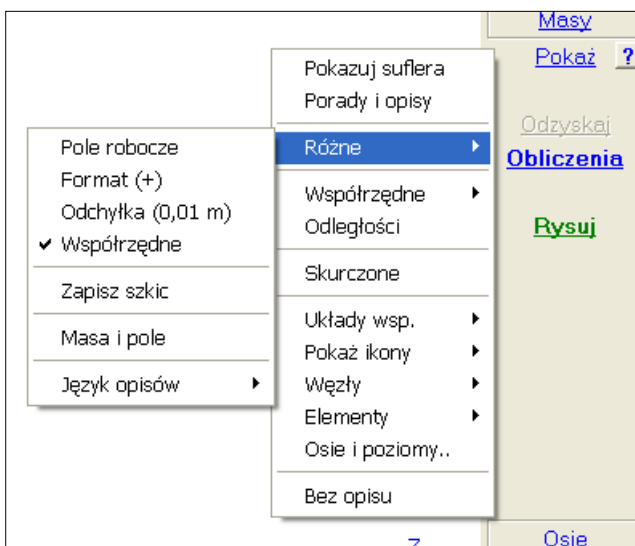 Masy
Pokaż ?
Odzyskaj
Obliczenia
Rysuj
Pokazuj suflera
Porady i opisy
Różne
Współrzędne
Odległości
Skurczone
Układy wsp.
Pokaż ikony
Węzły
Elementy
Osie i poziomy..
Bez opisu
Pole robocze
Format (+)
Odchyłka (0,01 m)
Współrzędne
Zapisz szkic
Masa i pole
Język opisów
Osie